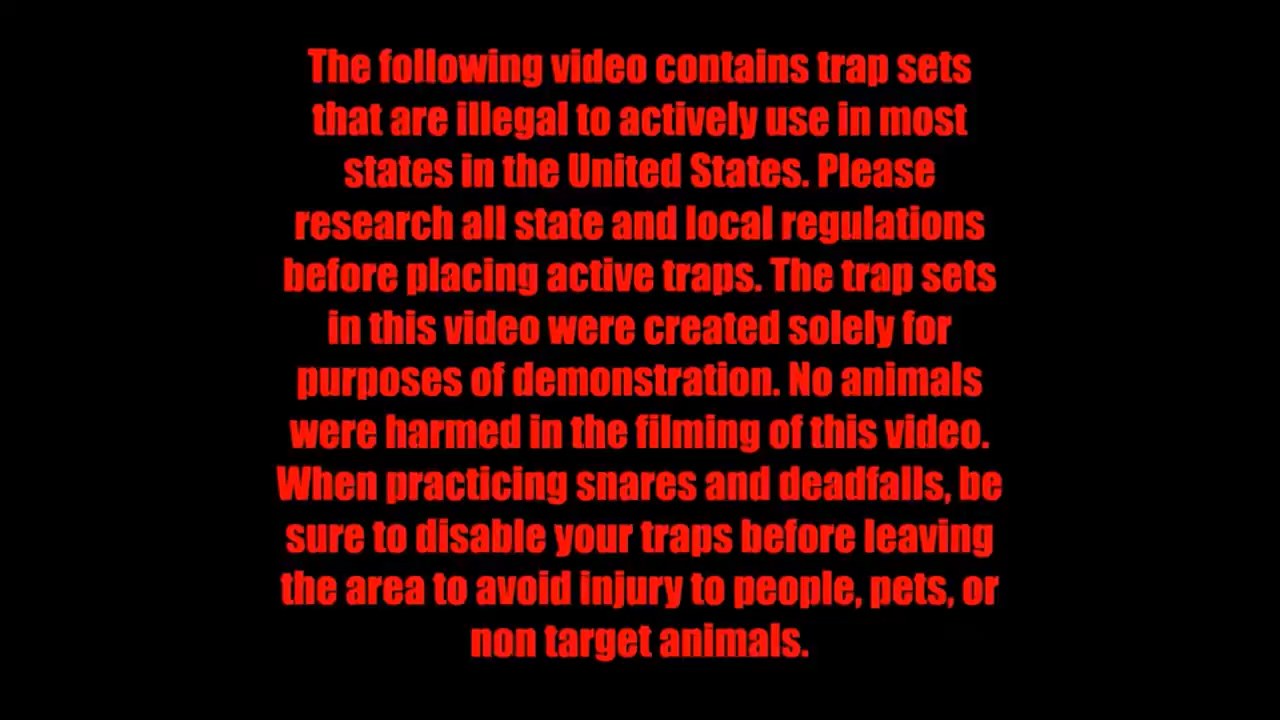 The following video contains trap sets
that are illegal to actively use in most
states in the United States. Please
research all state and local regulations
before placing active traps. The trap sets
in this video were created solely for
purposes of demonstration. No animals
were harmed in the filming of this video.
When practicing snares and deadfalls, be
sure to disable your traps before leaving
the area to avoid injury to people, pets, or
non target animals.